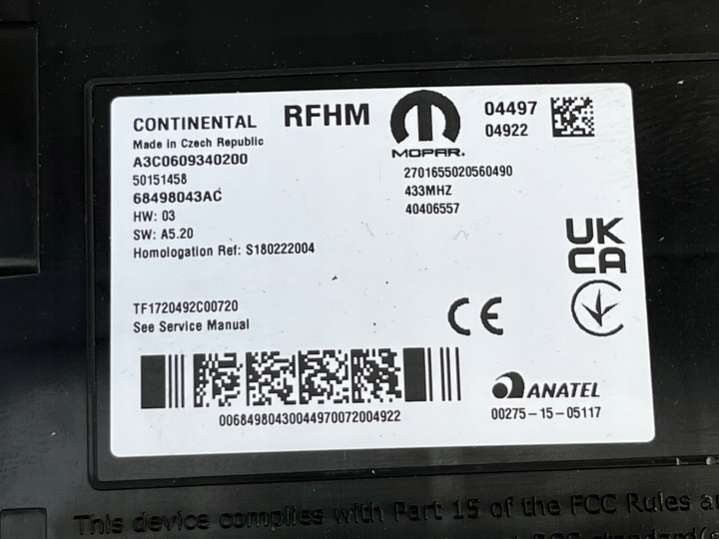 CONTINENTAL
Made in Czech Republic
A3C0609340200
50151458
68498043AC
HW: 03
SW: A5.20
Homologation Ref: S180222004
RFHM
MOPAR.
04497
04922
2701655020560490
433MHZ
40406557
UK
CA
TF1720492C00720
See Service Manual
CE
00684980430044970072004922
ANATEL
00275-15-05117
This device complies with Part 15 of the FCC Rules